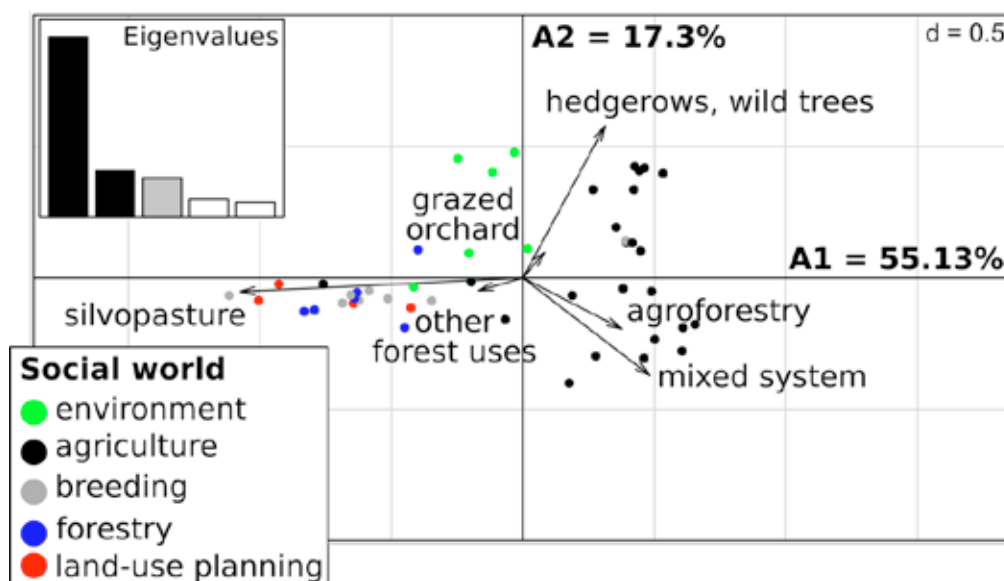 Eigenvalues
A2 = 17.3%
d = 0.5
hedgerows, wild trees
grazed
orchard
A1 = 55.13%
silvopasture
other
forest uses
agroforestry
mixed system
Social world
environment
agriculture
breeding
forestry
land-use planning